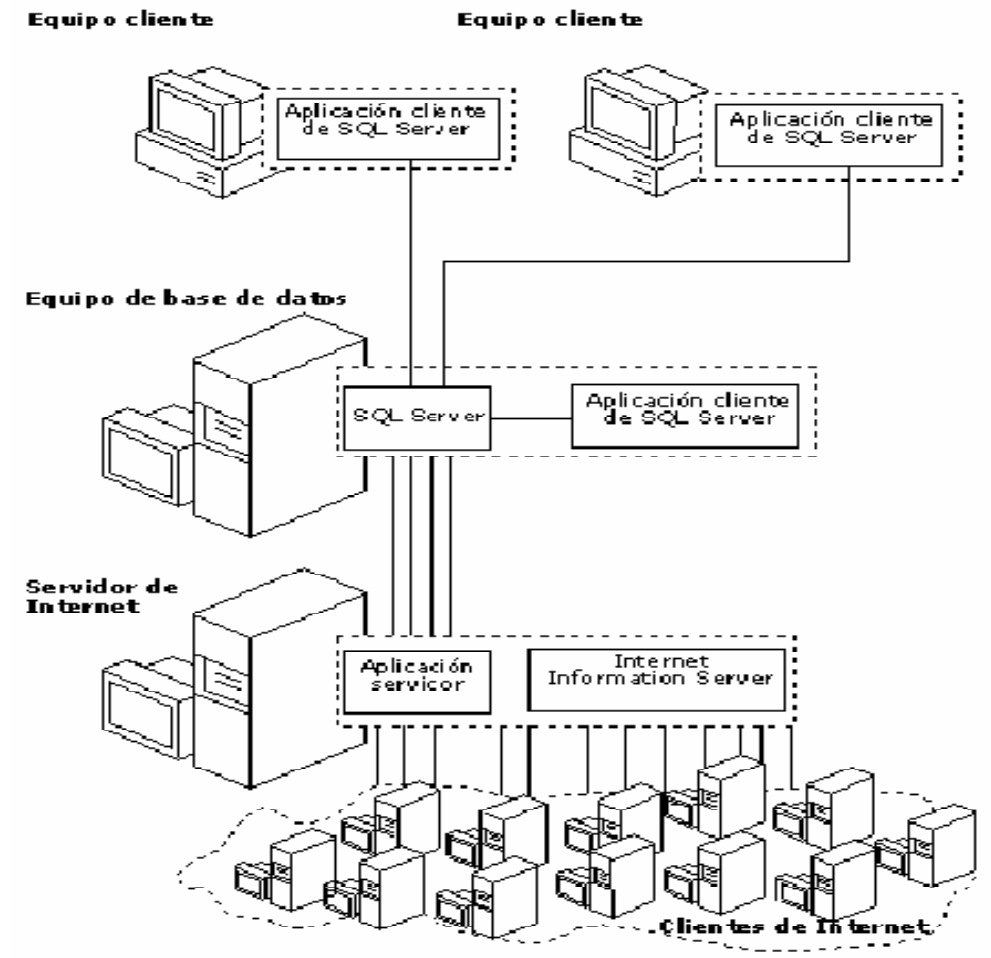 Equipo cliente
Equipo cliente
Aplicación cliente
de SQL Server
Aplicación cliente
de SQL Server
Equipo de base de datos
SQL Server
Aplicación cliente
de SQL Server
Servidor de
Internet
Aplicación
servicor
Internet
Information Server
Clientes de Internet